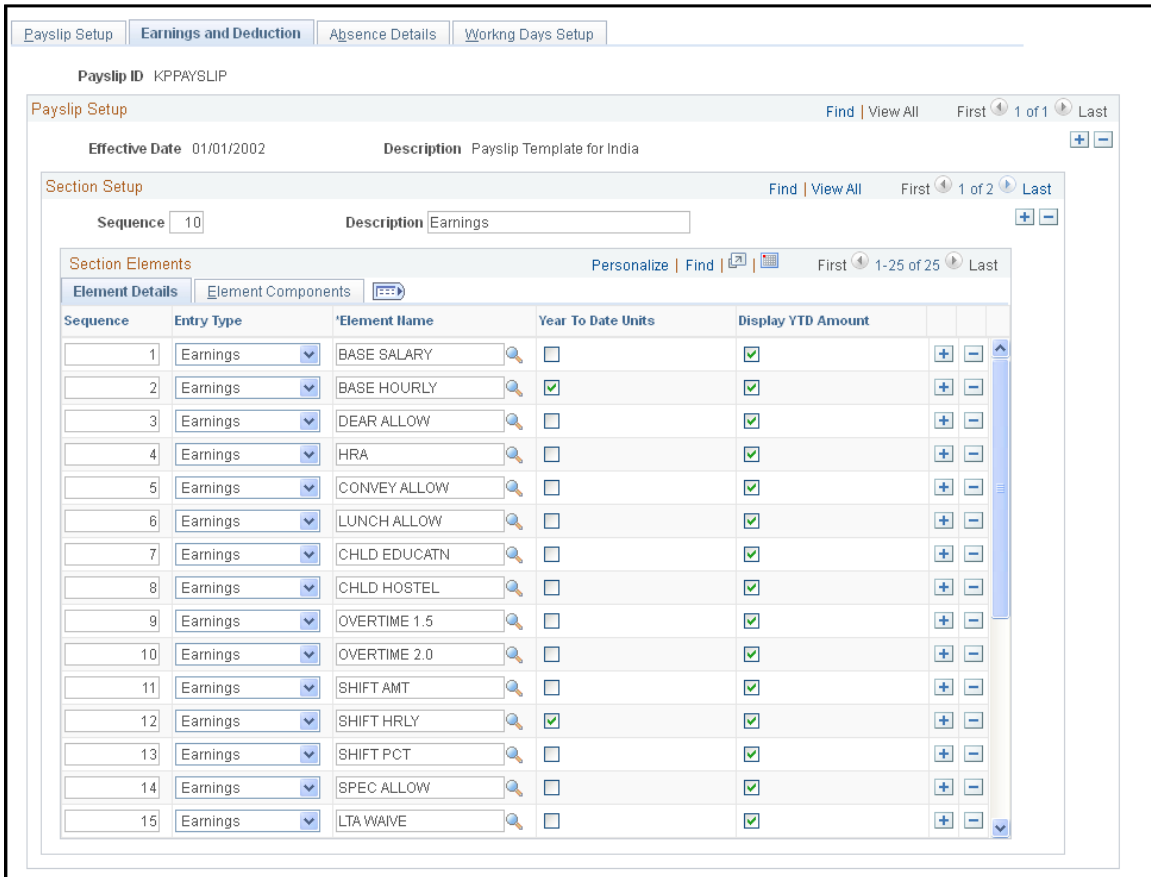 Payslip Setup Earnings and Deduction Absence Details Workng Days Setup
Payslip ID KPPAYSLIP
Payslip Setup Find | View All First 1 of 1 Last
Effective Date 01/01/2002 Description Payslip Template for India
Section Setup Find | View All First 1 of 2 Last
Sequence 10 Description Earnings
Section Elements Personalize | Find | | First 1-25 of 25 Last
Element Details Element Components
Sequence Entry Type *Element Name Year To Date Units Display YTD Amount
1 Earnings BASE SALARY
2 Earnings BASE HOURLY
3 Earnings DEAR ALLOW
4 Earnings HRA
5 Earnings CONVEY ALLOW
6 Earnings LUNCH ALLOW
7 Earnings CHLD EDUCATN
8 Earnings CHLD HOSTEL
9 Earnings OVERTIME 1.5
10 Earnings OVERTIME 2.0
11 Earnings SHIFT AMT
12 Earnings SHIFT HRLY
13 Earnings SHIFT PCT
14 Earnings SPEC ALLOW
15 Earnings LTA WAIVE